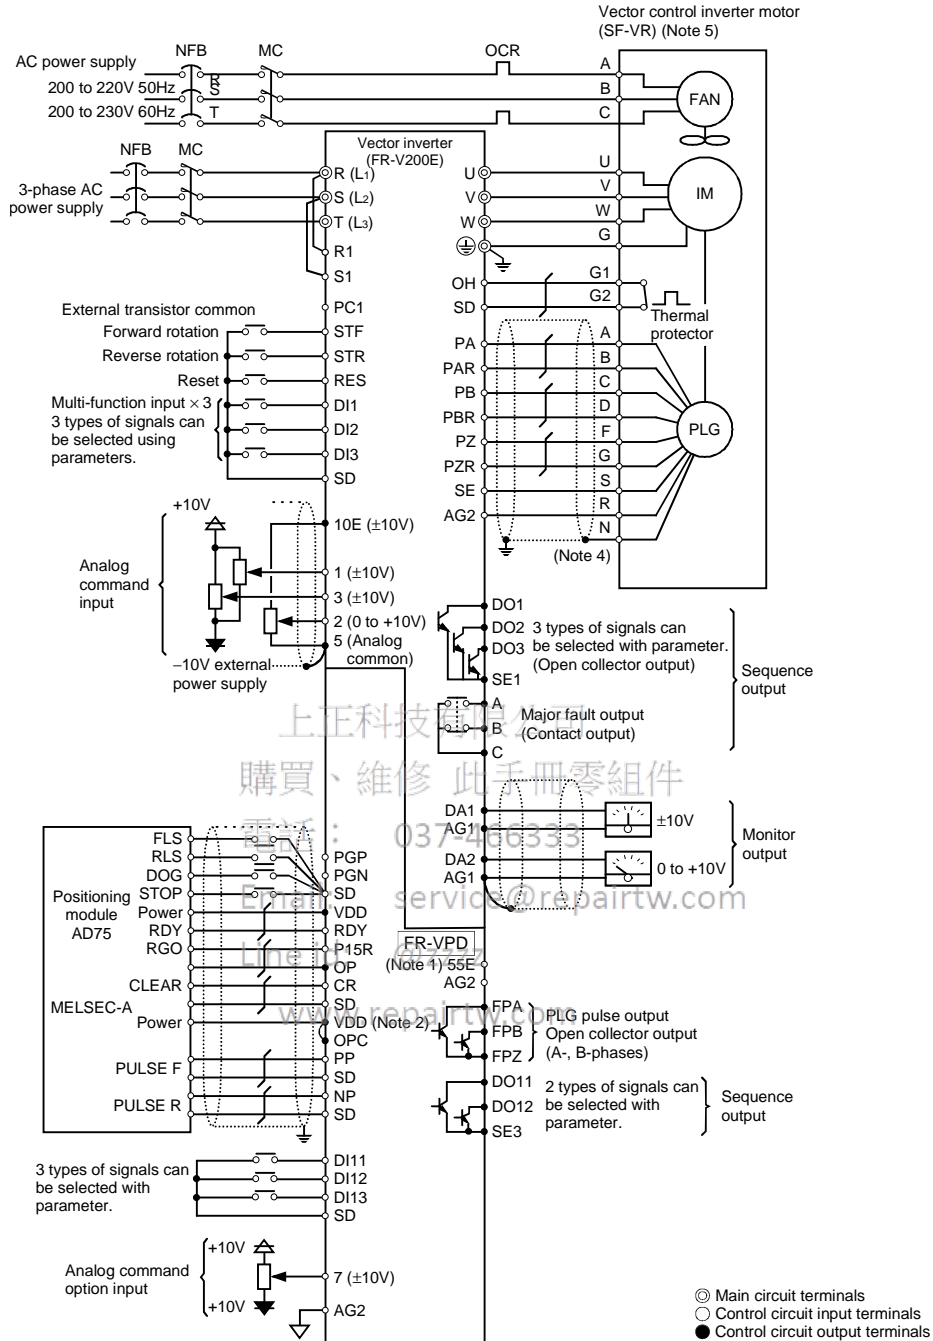 Vector control inverter motor
(SF-VR) (Note 5)
NFB
MC
OCR
AC power supply
200 to 220V 50Hz
200 to 230V 60Hz
R
S
T
A
B
C
FAN
NFB
MC
3-phase AC
power supply
Vector inverter
(FR-V200E)
R (L1)
S (L2)
T (L3)
R1
S1
U
V
W
U
V
W
G
IM
OH
SD
G1
G2
Thermal
protector
External transistor common
Forward rotation
Reverse rotation
Reset
Multi-function input × 3
3 types of signals can
be selected using
parameters.
PC1
STF
STR
RES
DI1
DI2
DI3
SD
PA
PAR
PB
PBR
PZ
PZR
SE
AG2
A
B
C
D
F
G
S
R
N
PLG
(Note 4)
+10V
Analog
command
input
−10V external
power supply
10E (±10V)
1 (±10V)
3 (±10V)
2 (0 to +10V)
5 (Analog
common)
DO1
DO2
DO3
SE1
3 types of signals can
be selected with parameter.
(Open collector output)
A
B
C
Major fault output
(Contact output)
Sequence
output
上正科技有限公司
購買、維修 此手冊零組件
電話： 037-466333
Email: service@repairtw.com
Line id: @zzzz
www.repairtw.com
DA1
AG1
DA2
AG1
±10V
0 to +10V
Monitor
output
Positioning
module
AD75
MELSEC-A
FLS
RLS
DOG
STOP
Power
RDY
RGO
CLEAR
Power
PULSE F
PULSE R
PGP
PGN
SD
VDD
RDY
P15R
OP
CR
SD
VDD (Note 2)
OPC
PP
SD
NP
SD
FR-VPD
(Note 1) 55E
AG2
FPA
FPB
FPZ
PLG pulse output
Open collector output
(A-, B-phases)
DO11
DO12
SE3
2 types of signals can
be selected with
parameter.
Sequence
output
3 types of signals can
be selected with
parameter.
DI11
DI12
DI13
SD
Analog command
option input
+10V
+10V
7 (±10V)
AG2
Main circuit terminals
Control circuit input terminals
Control circuit output terminals